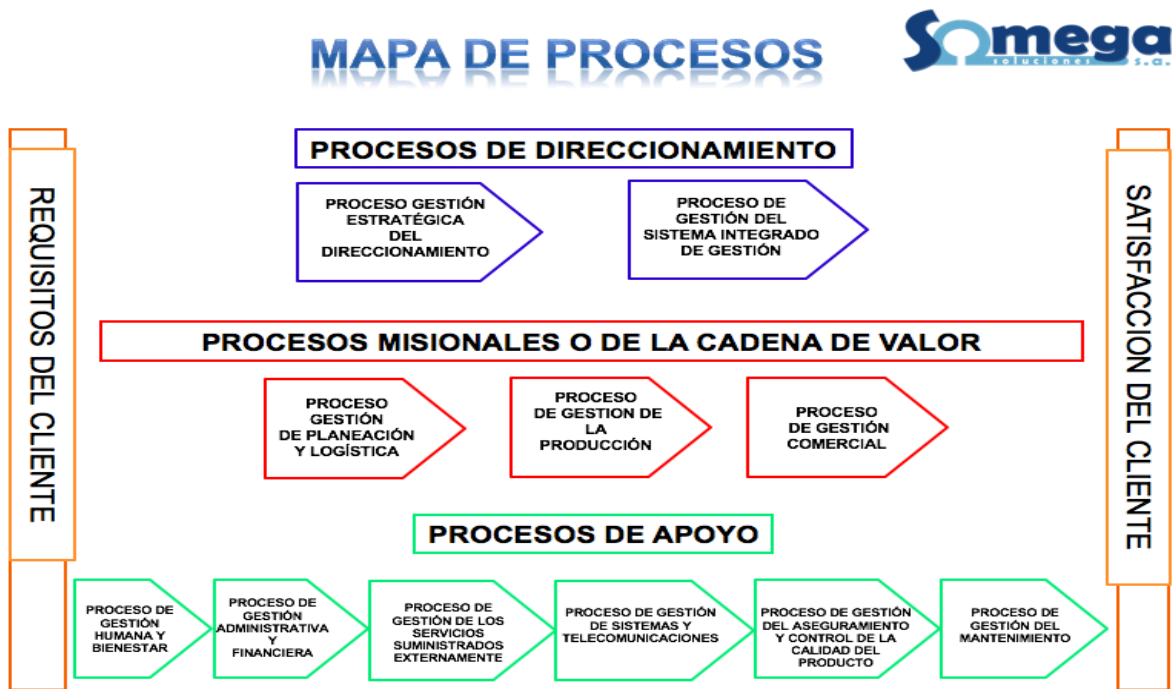 MAPA DE PROCESOS
SΩmega
soluciones s.a.
REQUISITOS DEL CLIENTE
PROCESOS DE DIRECCIONAMIENTO
PROCESO GESTIÓN
ESTRATÉGICA
DEL
DIRECCIONAMIENTO
PROCESO DE
GESTIÓN DEL
SISTEMA INTEGRADO
DE GESTIÓN
PROCESOS MISIONALES O DE LA CADENA DE VALOR
PROCESO
GESTIÓN
DE PLANEACIÓN
Y LOGÍSTICA
PROCESO
DE GESTION DE
LA
PRODUCCIÓN
PROCESO
DE GESTIÓN
COMERCIAL
PROCESOS DE APOYO
PROCESO DE
GESTIÓN
HUMANA Y
BIENESTAR
PROCESO DE
GESTIÓN
ADMINISTRATIVA
Y
FINANCIERA
PROCESO DE
GESTIÓN DE LOS
SERVICIOS
SUMINISTRADOS
EXTERNAMENTE
PROCESO DE GESTIÓN
DE SISTEMAS Y
TELECOMUNICACIONES
PROCESO DE GESTIÓN
DEL ASEGURAMIENTO
Y CONTROL DE LA
CALIDAD DEL
PRODUCTO
PROCESO DE
GESTIÓN DEL
MANTENIMIENTO
SATISFACCION DEL CLIENTE